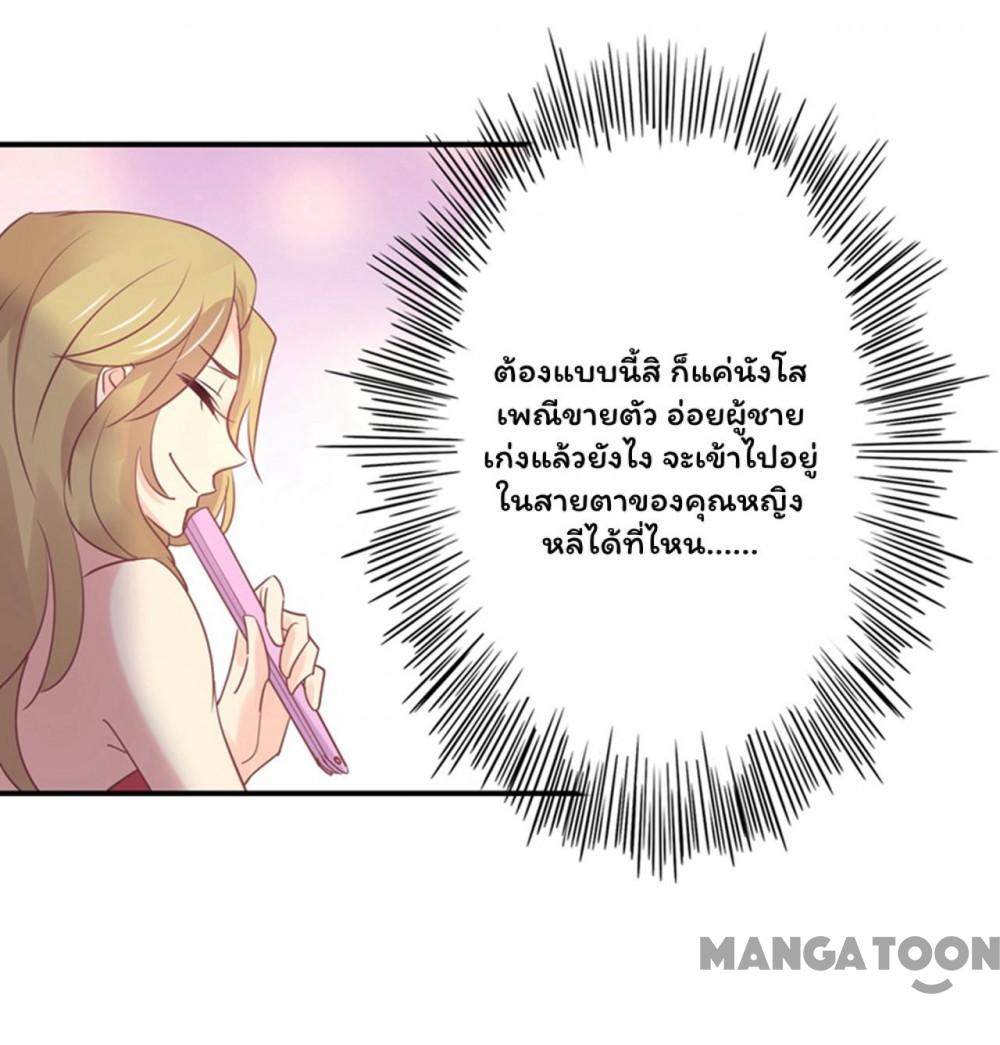 ต้องแบบนี้สิ ก็แค่นังโส
เพณีขายตัว อ่อยผู้ชาย
เก่งแล้วยังไง จะเข้าไปอยู่
ในสายตาของคุณหญิง
หลีได้ที่ไหน......
MANGATOON